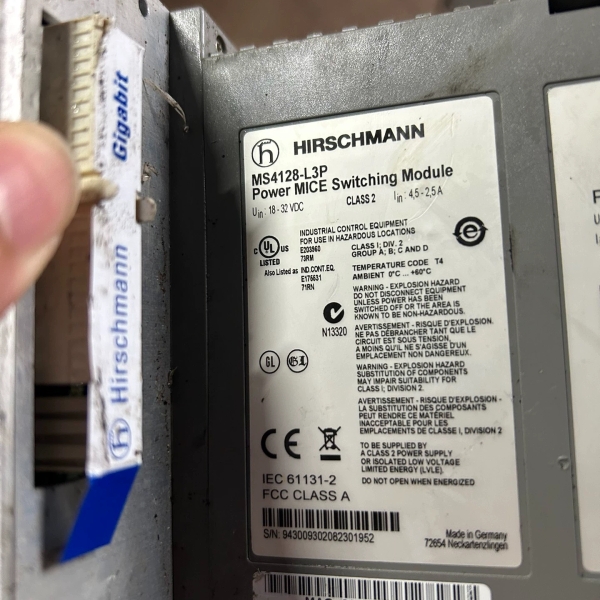 Gigabit
Hirschmann
HIRSCHMANN
MS4128-L3P
Power MICE Switching Module
Uin : 18 - 32 VDC CLASS 2 Iin : 4,5 - 2,5 A
INDUSTRIAL CONTROL EQUIPMENT
FOR USE IN HAZARDOUS LOCATIONS
C UL US
LISTED
E203960
73RM
CLASS I; DIV. 2
GROUP A; B; C AND D
Also Listed as IND.CONT.EQ.
E175531
71RN
TEMPERATURE CODE T4
AMBIENT 0°C ... +60°C
WARNING - EXPLOSION HAZARD
DO NOT DISCONNECT EQUIPMENT
UNLESS POWER HAS BEEN
SWITCHED OFF OR THE AREA IS
KNOWN TO BE NON-HAZARDOUS.
N13320
AVERTISSEMENT - RISQUE D'EXPLOSION.
NE PAS DÉBRANCHER TANT QUE LE
CIRCUIT EST SOUS TENSION,
A MOINS QU'IL NE S'AGISSE D'UN
EMPLACEMENT NON DANGEREUX.
GL
WARNING - EXPLOSION HAZARD.
SUBSTITUTION OF COMPONENTS
MAY IMPAIR SUITABILITY FOR
CLASS I; DIVISION 2.
AVERTISSEMENT - RISQUE D'EXPLOSION -
LA SUBSTITUTION DES COMPOSANTS
PEUT RENDRE CE MATÉRIEL
INACCEPTABLE POUR LES
EMPLACEMENTS DE CLASSE I, DIVISION 2
CE
TO BE SUPPLIED BY
A CLASS 2 POWER SUPPLY
OR ISOLATED LOW VOLTAGE
LIMITED ENERGY (LVLE).
IEC 61131-2
FCC CLASS A
DO NOT OPEN WHEN ENERGIZED
S/N: 943009302082301952
Made in Germany
72654 Neckartenzlingen